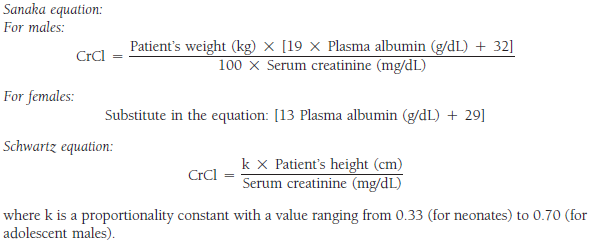 Sanaka equation:
For males:
CrCl = Patient's weight (kg) × [19 × Plasma albumin (g/dL) + 32]
100 × Serum creatinine (mg/dL)
For females:
Substitute in the equation: [13 Plasma albumin (g/dL) + 29]
Schwartz equation:
CrCl = k × Patient's height (cm)
Serum creatinine (mg/dL)
where k is a proportionality constant with a value ranging from 0.33 (for neonates) to 0.70 (for
adolescent males).